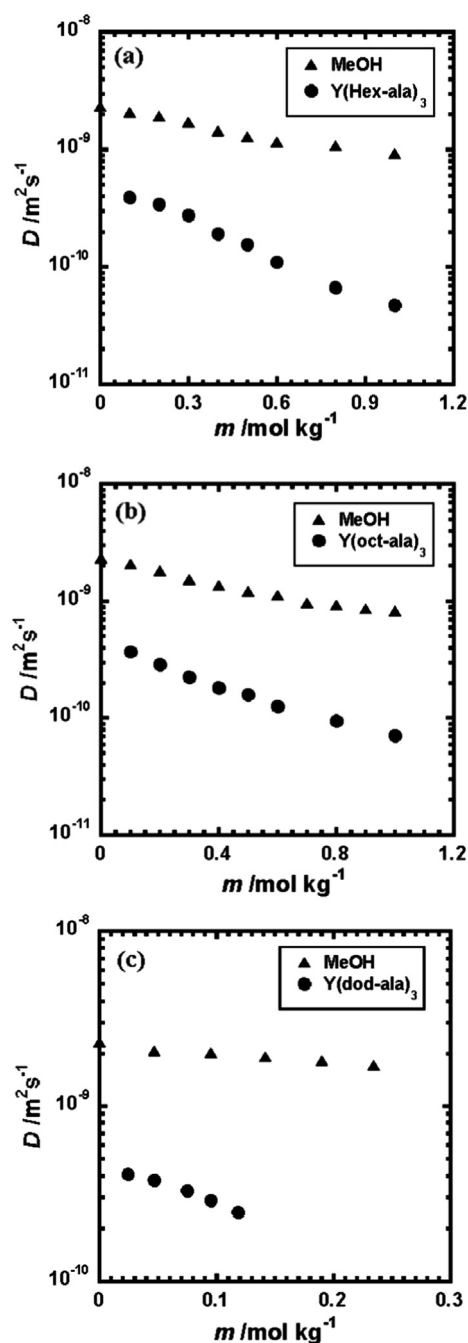 (a)
▲ MeOH
● Y(Hex-ala)₃
10⁻⁸
10⁻⁹
10⁻¹⁰
10⁻¹¹
D /m²s⁻¹
0 0.3 0.6 0.9 1.2
m /mol kg⁻¹
(b)
▲ MeOH
● Y(oct-ala)₃
10⁻⁸
10⁻⁹
10⁻¹⁰
10⁻¹¹
D /m²s⁻¹
0 0.4 0.8 1.2
m /mol kg⁻¹
(c)
▲ MeOH
● Y(dod-ala)₃
10⁻⁸
10⁻⁹
10⁻¹⁰
D /m²s⁻¹
0 0.1 0.2 0.3
m /mol kg⁻¹